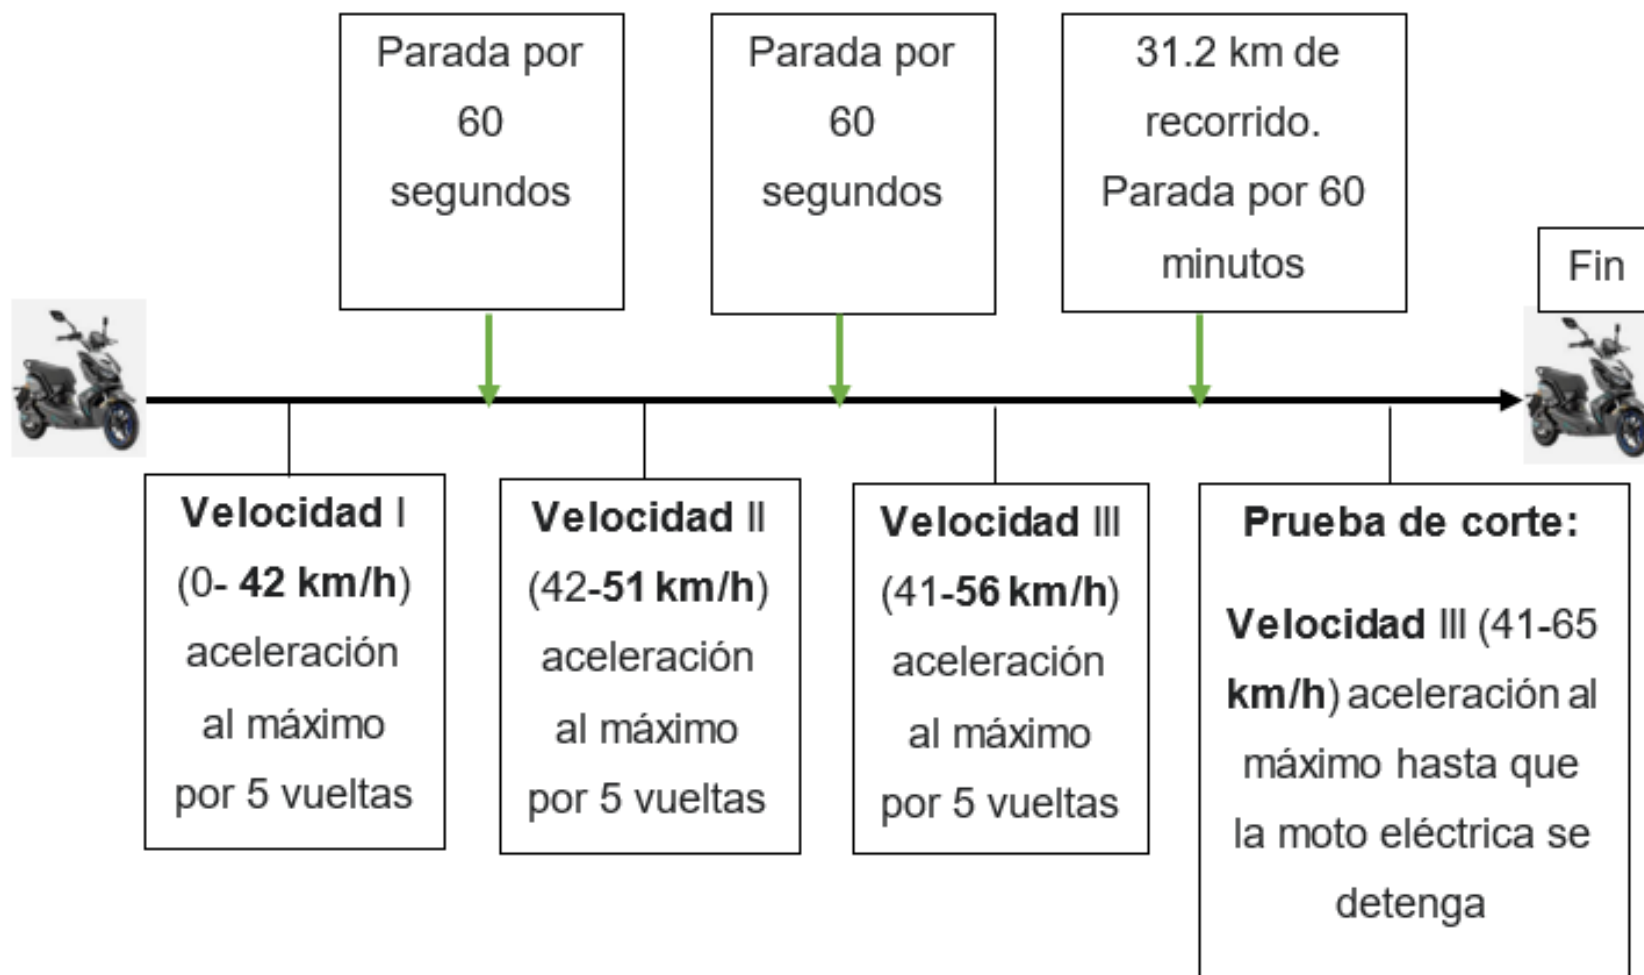 Parada por
60
segundos
Parada por
60
segundos
31.2 km de
recorrido.
Parada por 60
minutos
Fin
Velocidad I
(0- 42 km/h)
aceleración
al máximo
por 5 vueltas
Velocidad II
(42-51 km/h)
aceleración
al máximo
por 5 vueltas
Velocidad III
(41-56 km/h)
aceleración
al máximo
por 5 vueltas
Prueba de corte:
Velocidad III (41-65
km/h) aceleración al
máximo hasta que
la moto eléctrica se
detenga